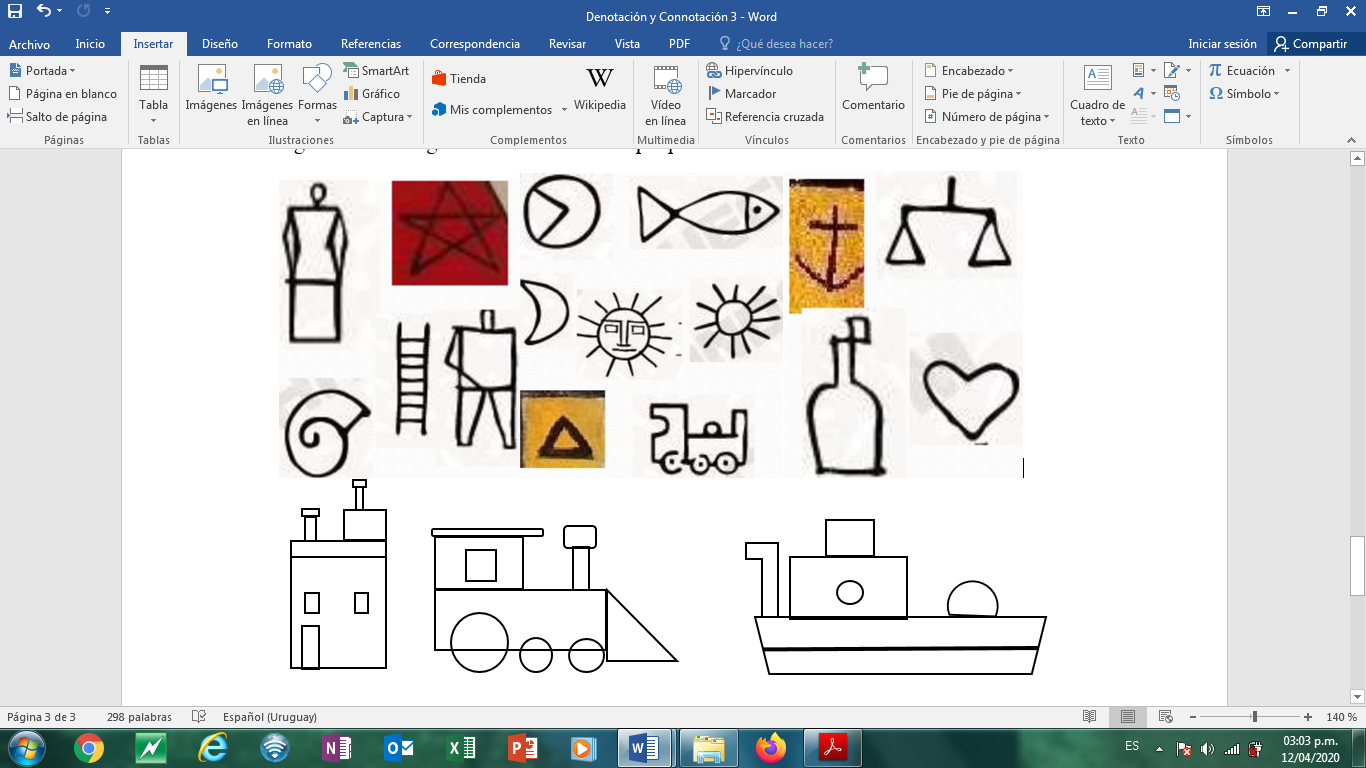 Denotación y Connotación 3 - Word
Archivo Inicio Insertar Diseño Formato Referencias Correspondencia Revisar Vista PDF ¿Qué desea hacer? Iniciar sesión Compartir
Portada
Página en blanco
Salto de página
Páginas
Tabla
Tablas
Imágenes
Imágenes en línea
Formas
SmartArt
Gráfico
Captura
Ilustraciones
Tienda
Mis complementos
W
Wikipedia
Complementos
Vídeo en línea
Multimedia
Hipervínculo
Marcador
Referencia cruzada
Vínculos
Comentario
Comentarios
Encabezado
Pie de página
Número de página
Encabezado y pie de página
Cuadro de texto
Texto
Ecuación
Símbolo
Símbolos
Página 3 de 3 298 palabras Español (Uruguay) 140 %
ES 03:03 p.m.
12/04/2020